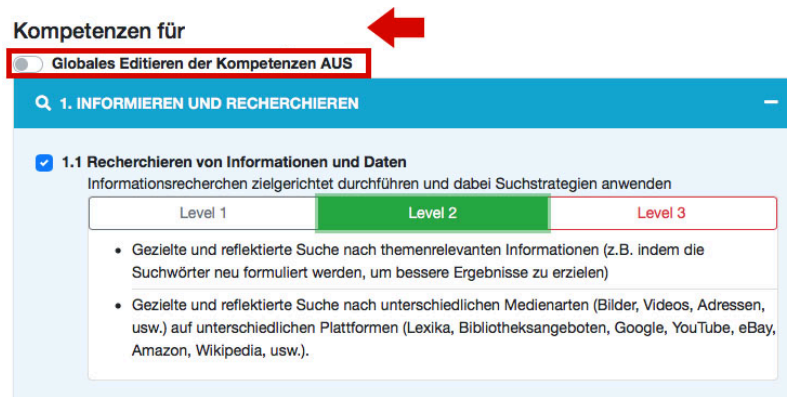 Kompetenzen für
Globales Editieren der Kompetenzen AUS
1. INFORMIEREN UND RECHERCHIEREN
1.1 Recherchieren von Informationen und Daten
Informationsrecherchen zielgerichtet durchführen und dabei Suchstrategien anwenden
Level 1 Level 2 Level 3
• Gezielte und reflektierte Suche nach themenrelevanten Informationen (z.B. indem die
Suchwörter neu formuliert werden, um bessere Ergebnisse zu erzielen)
• Gezielte und reflektierte Suche nach unterschiedlichen Medienarten (Bilder, Videos, Adressen,
usw.) auf unterschiedlichen Plattformen (Lexika, Bibliotheksangeboten, Google, YouTube, eBay,
Amazon, Wikipedia, usw.).